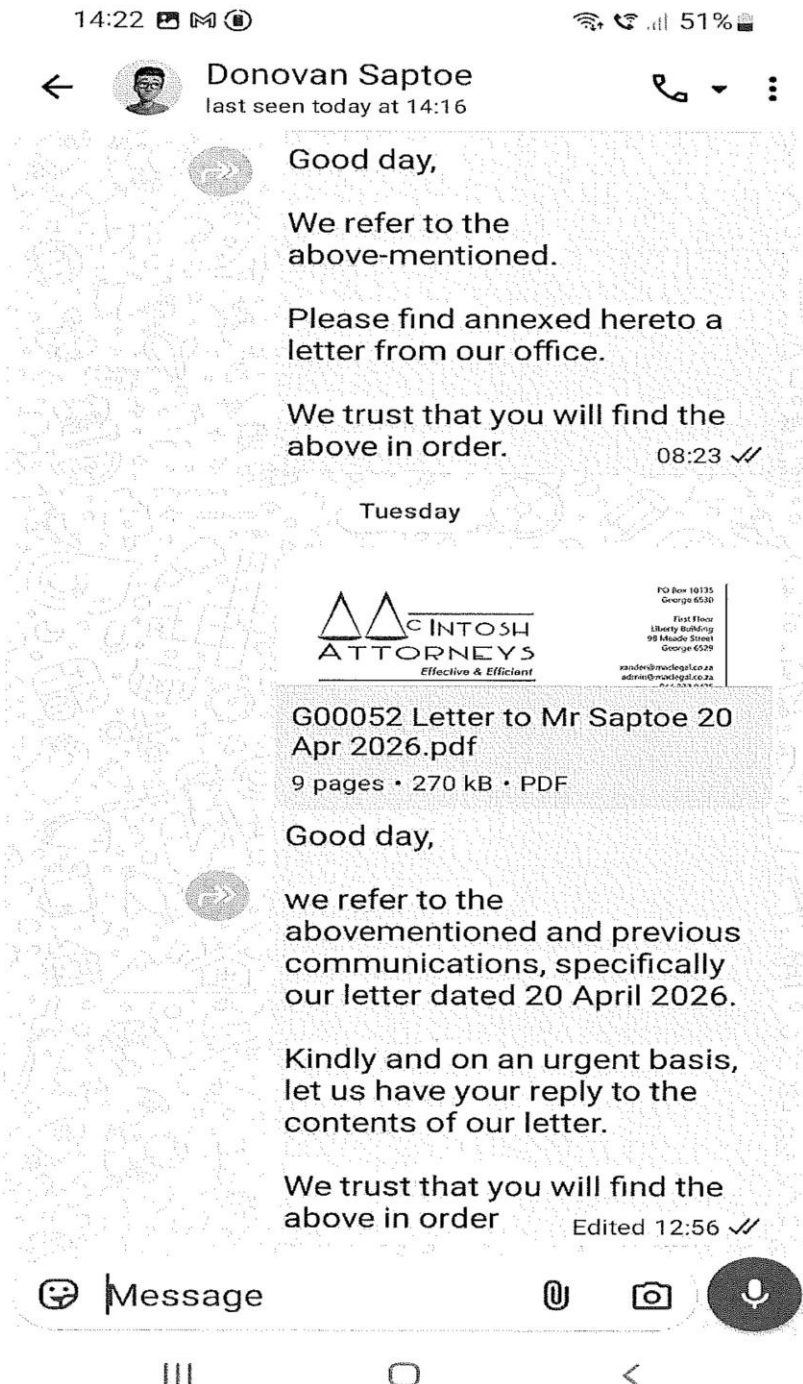 14:22
51%
Donovan Saptoe
last seen today at 14:16
Good day,
We refer to the
above-mentioned.
Please find annexed hereto a
letter from our office.
We trust that you will find the
above in order.
08:23
Tuesday
PO Box 10135
George 6530
First Floor
Liberty Building
98 Meade Street
George 6529
xander@maclegal.co.za
admin@maclegal.co.za
MC INTOSH
ATTORNEYS
Effective & Efficient
G00052 Letter to Mr Saptoe 20
Apr 2026.pdf
9 pages • 270 kB • PDF
Good day,
we refer to the
abovementioned and previous
communications, specifically
our letter dated 20 April 2026.
Kindly and on an urgent basis,
let us have your reply to the
contents of our letter.
We trust that you will find the
above in order
Edited 12:56
Message